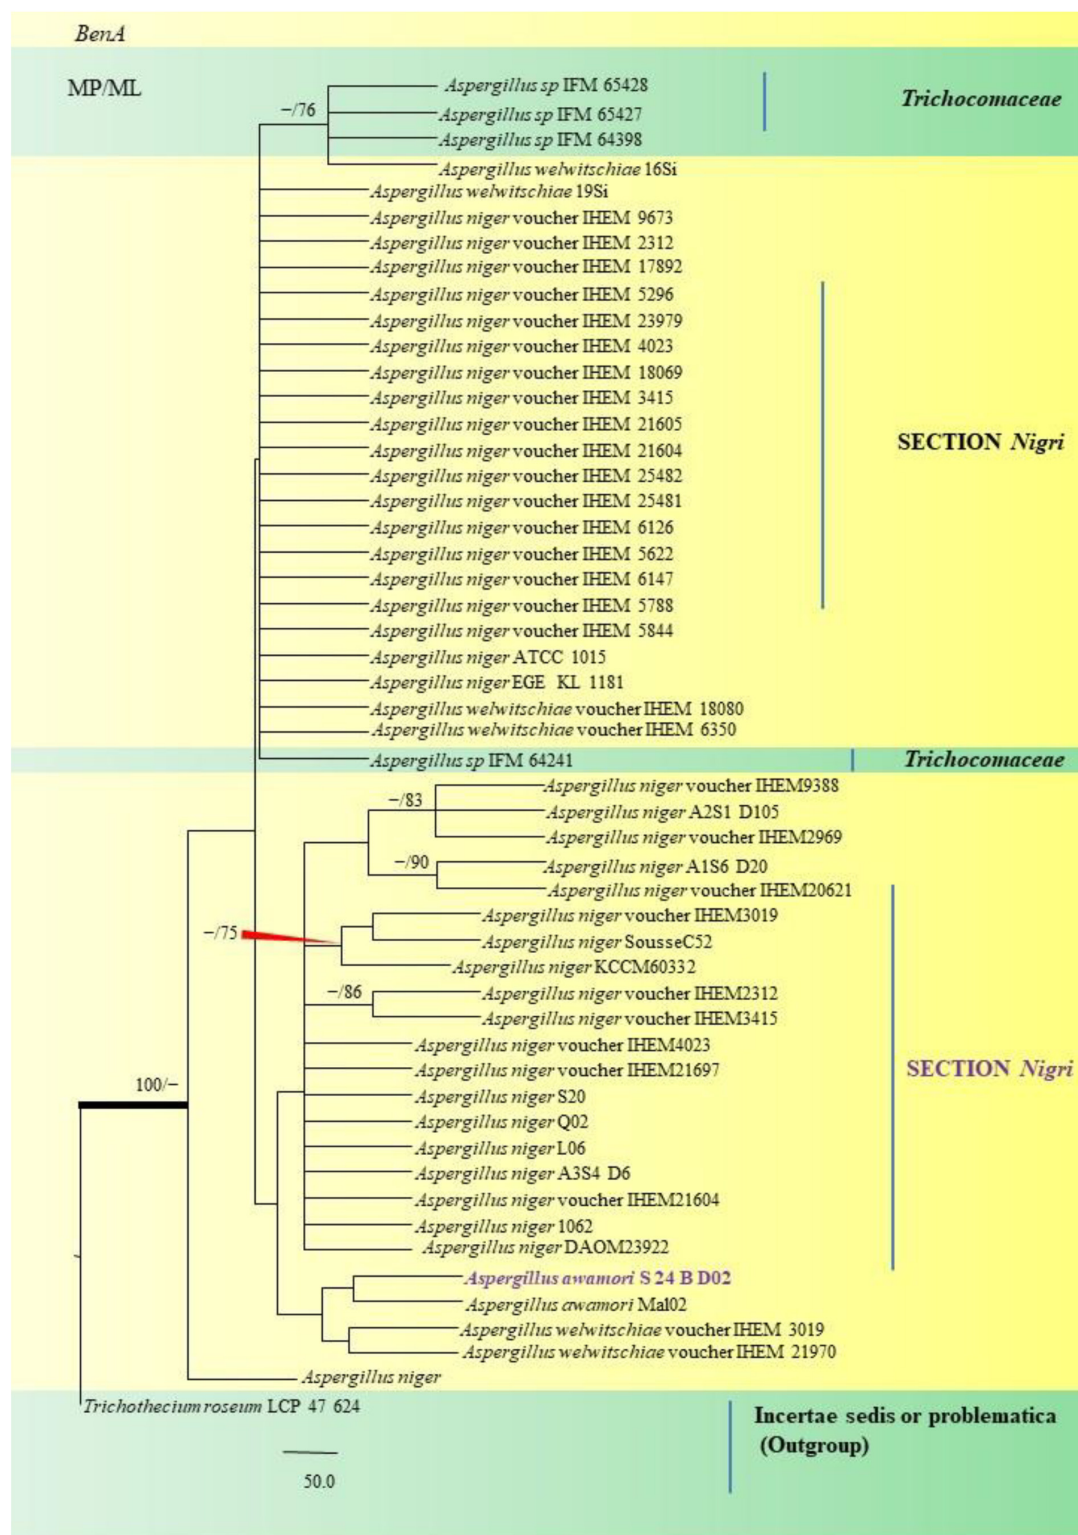 BenA
MP/ML
−/76
Aspergillus sp IFM 65428
Aspergillus sp IFM 65427
Aspergillus sp IFM 64398
Trichocomaceae
Aspergillus welwitschiae 16Si
Aspergillus welwitschiae 19Si
Aspergillus niger voucher IHEM 9673
Aspergillus niger voucher IHEM 2312
Aspergillus niger voucher IHEM 17892
Aspergillus niger voucher IHEM 5296
Aspergillus niger voucher IHEM 23979
Aspergillus niger voucher IHEM 4023
Aspergillus niger voucher IHEM 18069
Aspergillus niger voucher IHEM 3415
Aspergillus niger voucher IHEM 21605
Aspergillus niger voucher IHEM 21604
SECTION Nigri
Aspergillus niger voucher IHEM 25482
Aspergillus niger voucher IHEM 25481
Aspergillus niger voucher IHEM 6126
Aspergillus niger voucher IHEM 5622
Aspergillus niger voucher IHEM 6147
Aspergillus niger voucher IHEM 5788
Aspergillus niger voucher IHEM 5844
Aspergillus niger ATCC 1015
Aspergillus niger EGE KL 1181
Aspergillus welwitschiae voucher IHEM 18080
Aspergillus welwitschiae voucher IHEM 6350
Aspergillus sp IFM 64241
Trichocomaceae
Aspergillus niger voucher IHEM9388
−/83
Aspergillus niger A2S1 D105
Aspergillus niger voucher IHEM2969
−/90
Aspergillus niger A1S6 D20
Aspergillus niger voucher IHEM20621
Aspergillus niger voucher IHEM3019
−/75
Aspergillus niger SousseC52
Aspergillus niger KCCM60332
−/86
Aspergillus niger voucher IHEM2312
Aspergillus niger voucher IHEM3415
Aspergillus niger voucher IHEM4023
Aspergillus niger voucher IHEM21697
SECTION Nigri
100/−
Aspergillus niger S20
Aspergillus niger Q02
Aspergillus niger L06
Aspergillus niger A3S4 D6
Aspergillus niger voucher IHEM21604
Aspergillus niger 1062
Aspergillus niger DAOM23922
Aspergillus awamori S 24 B D02
Aspergillus awamori Mal02
Aspergillus welwitschiae voucher IHEM 3019
Aspergillus welwitschiae voucher IHEM 21970
Aspergillus niger
Trichothecium roseum LCP 47 624
Incertae sedis or problematica
(Outgroup)
50.0